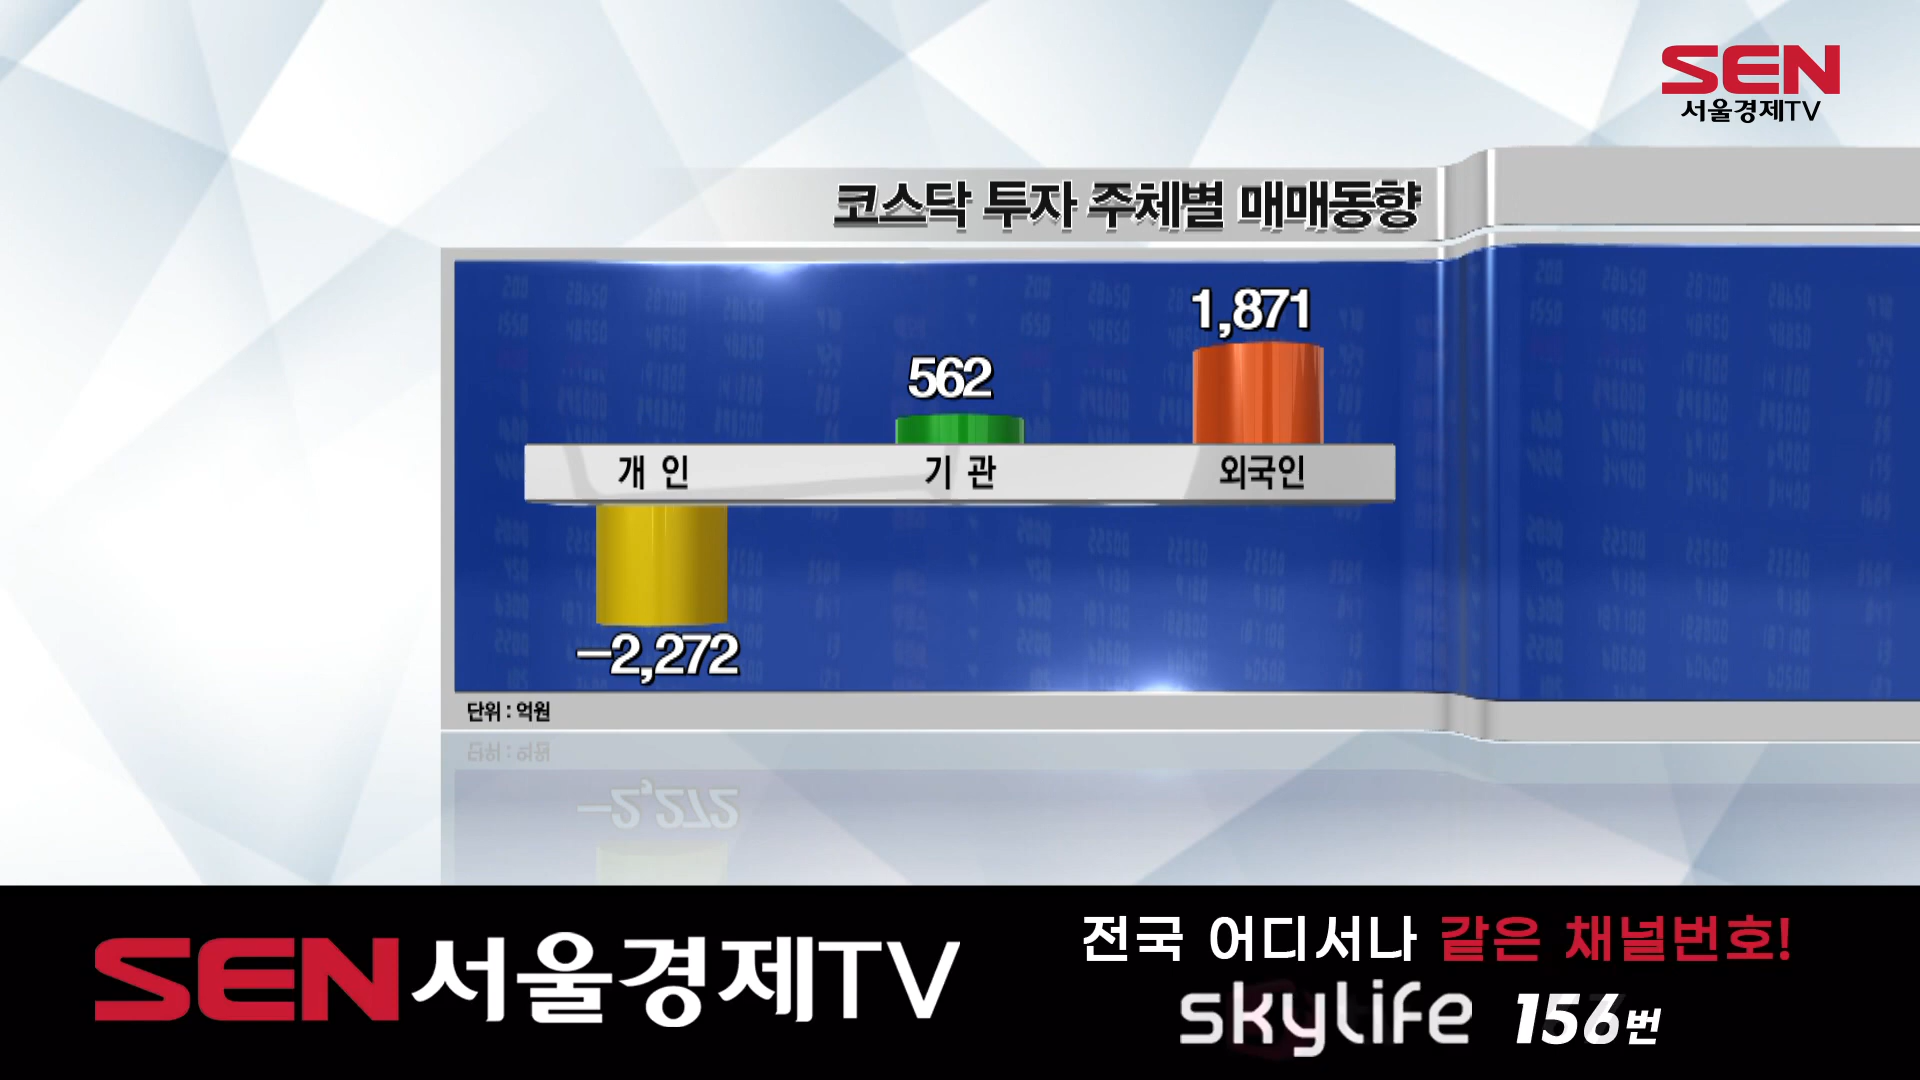 SEN
서울경제TV
코스닥 투자 주체별 매매동향
1,871
562
개 인
기 관
외국인
-2,272
단위 : 억원
SEN서울경제TV
전국 어디서나 같은 채널번호!
skylife 156번